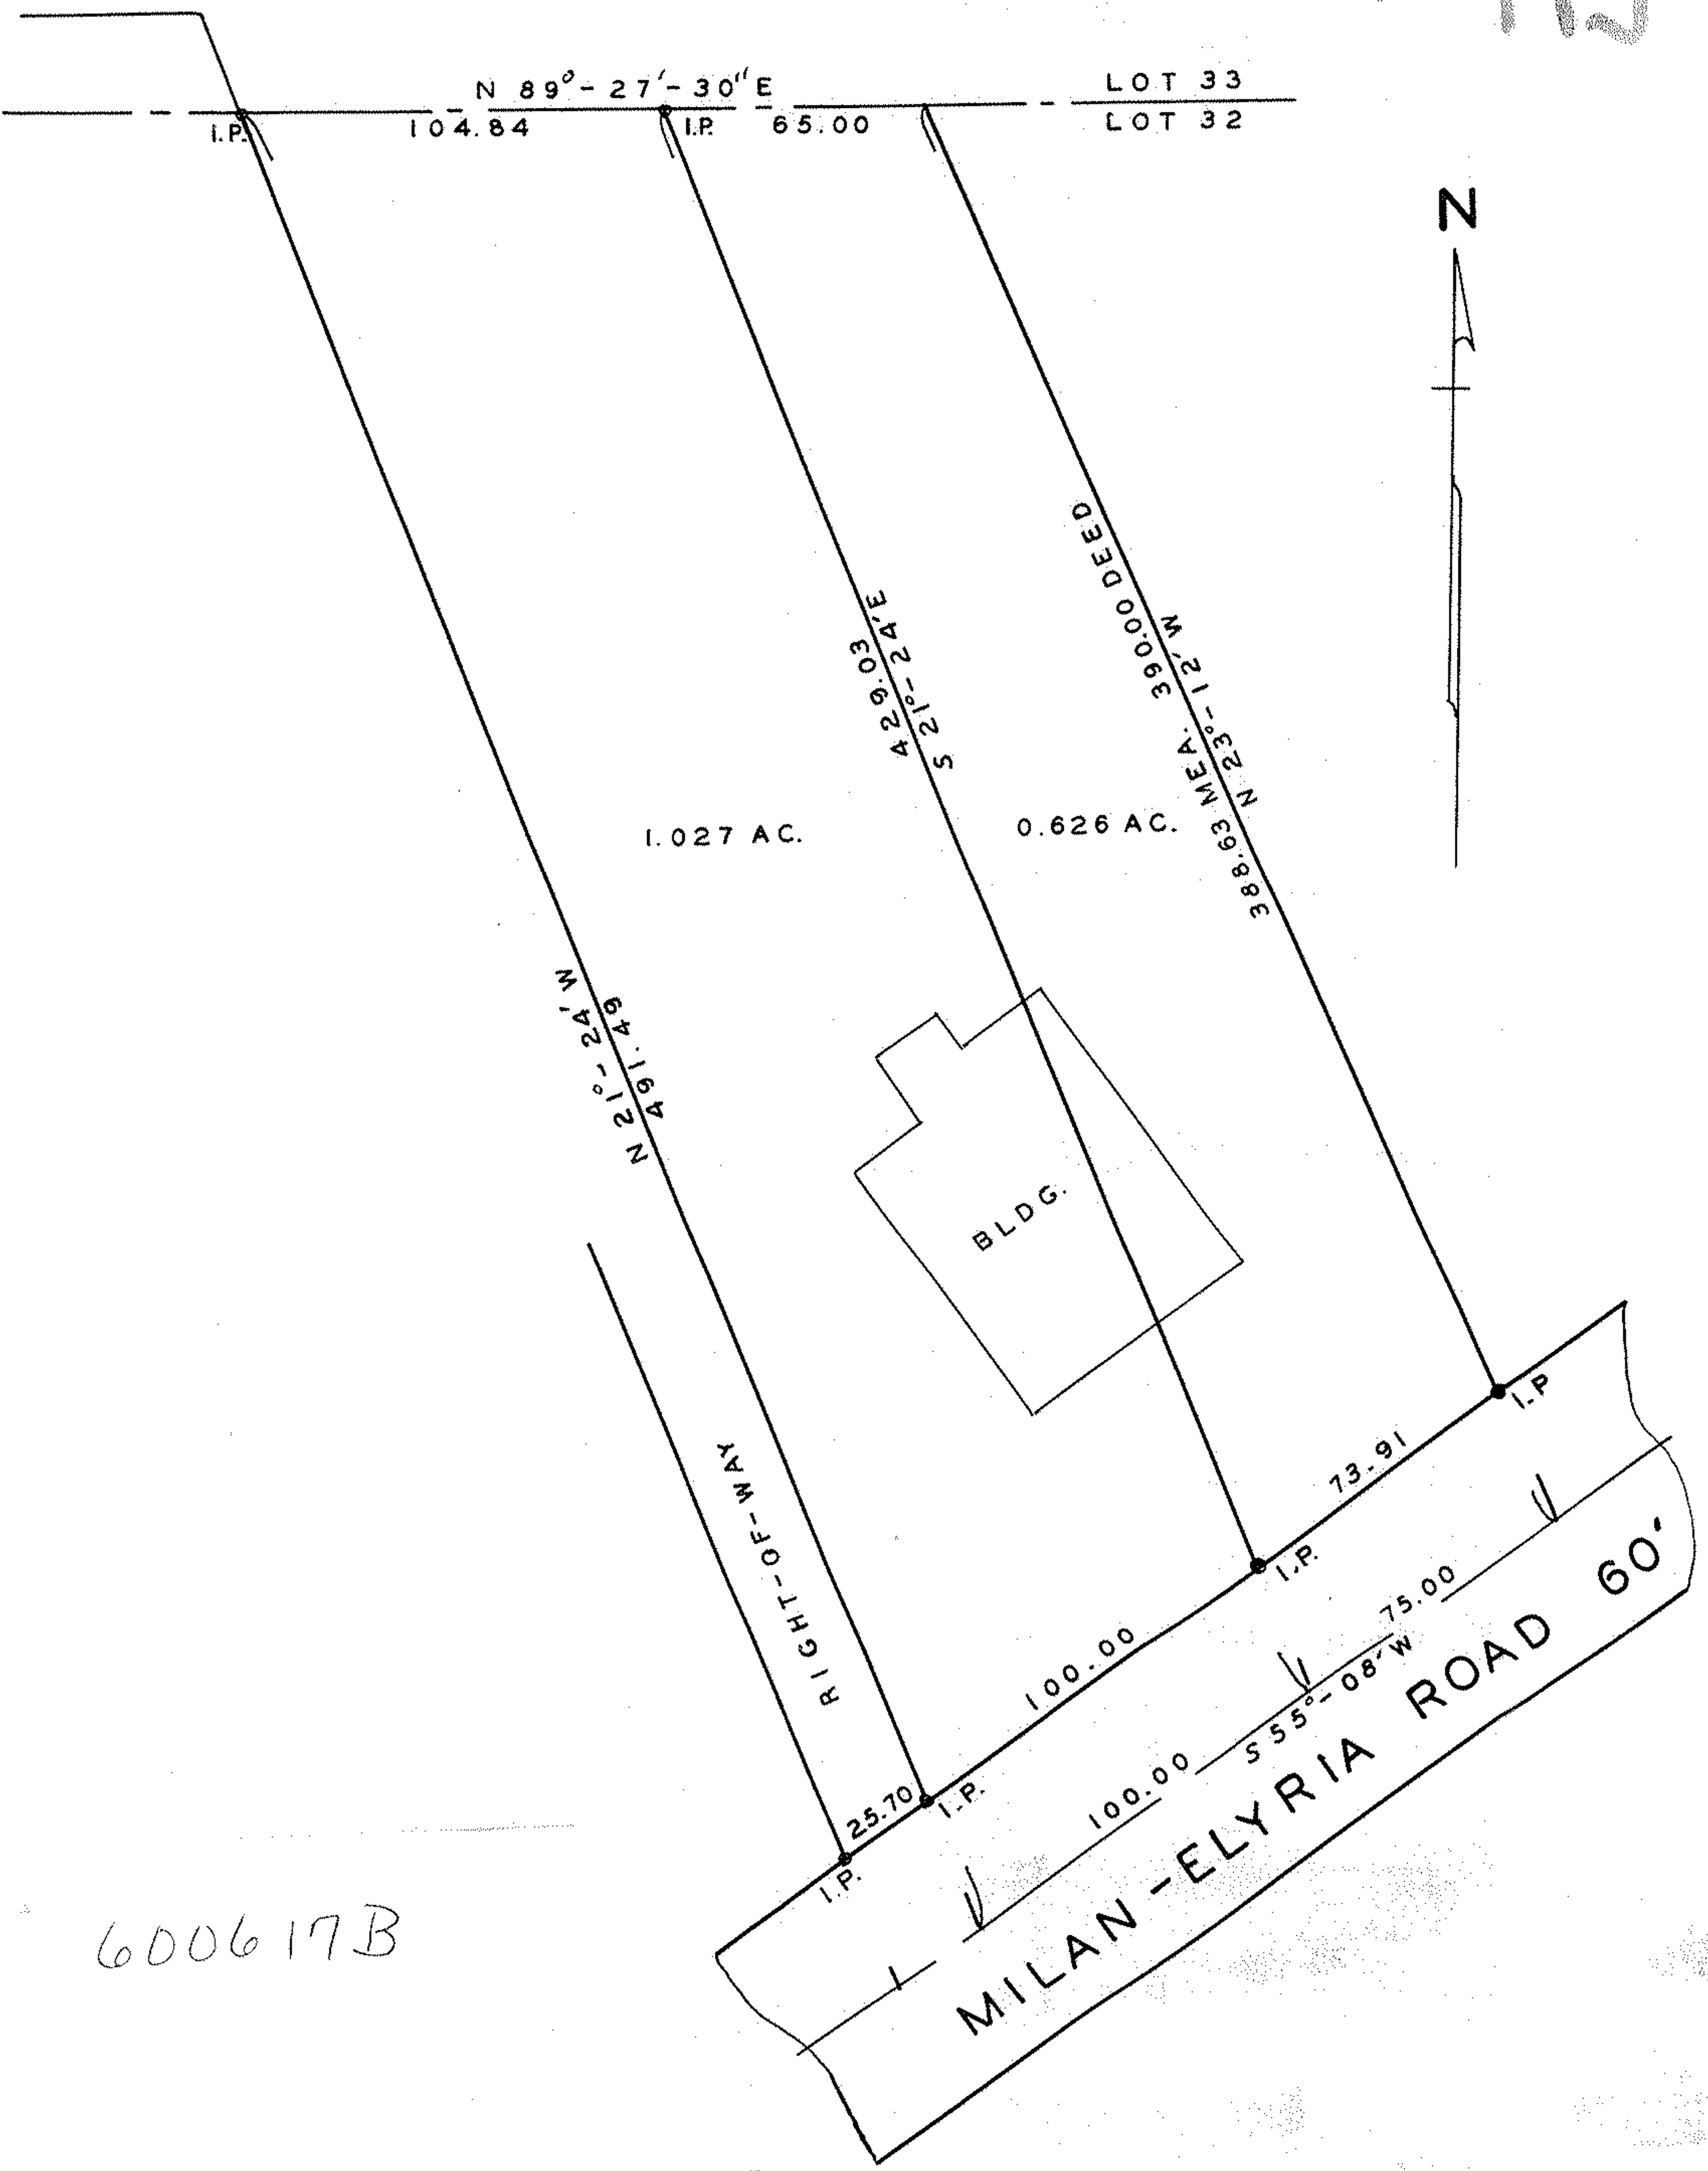 N 89°-27'-30" E
LOT 33
I.P.
104.84
I.P.
65.00
LOT 32
N
390.00 DEED
388.63 MEA.
N 23°-12' W
429.03
S 21°-24' E
1.027 AC.
0.626 AC.
N 21°-24' W
491.49
BLDG.
RIGHT-OF-WAY
I.P
73.91
I.P.
100.00
75.00
S 55°-08' W
100.00
25.70
I.P.
I.P.
MILAN-ELYRIA ROAD 60'
600617B